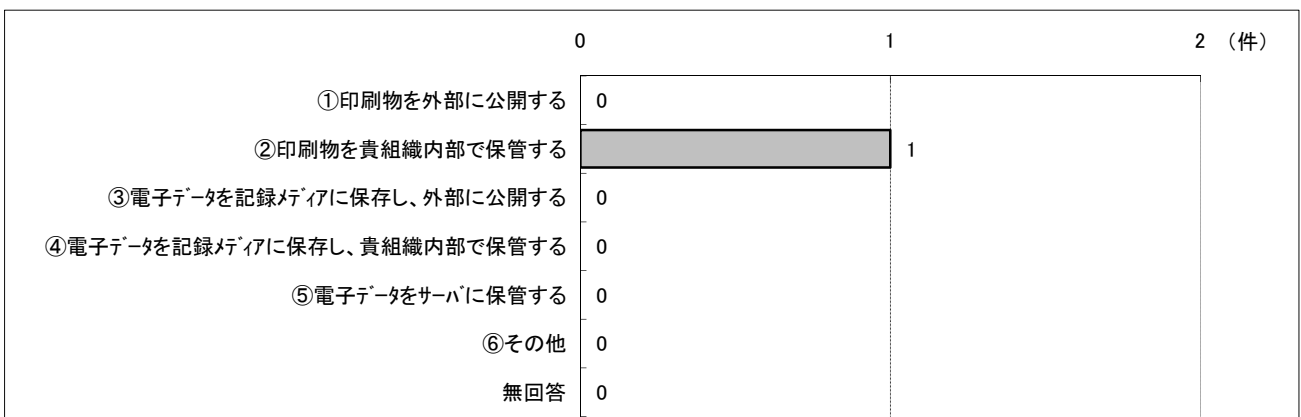 0 1 2 (件)
①印刷物を外部に公開する 0
②印刷物を貴組織内部で保管する 1
③電子ﾃﾞｰﾀを記録ﾒﾃﾞｨｱに保存し、外部に公開する 0
④電子ﾃﾞｰﾀを記録ﾒﾃﾞｨｱに保存し、貴組織内部で保管する 0
⑤電子ﾃﾞｰﾀをｻｰﾊﾞに保管する 0
⑥その他 0
無回答 0